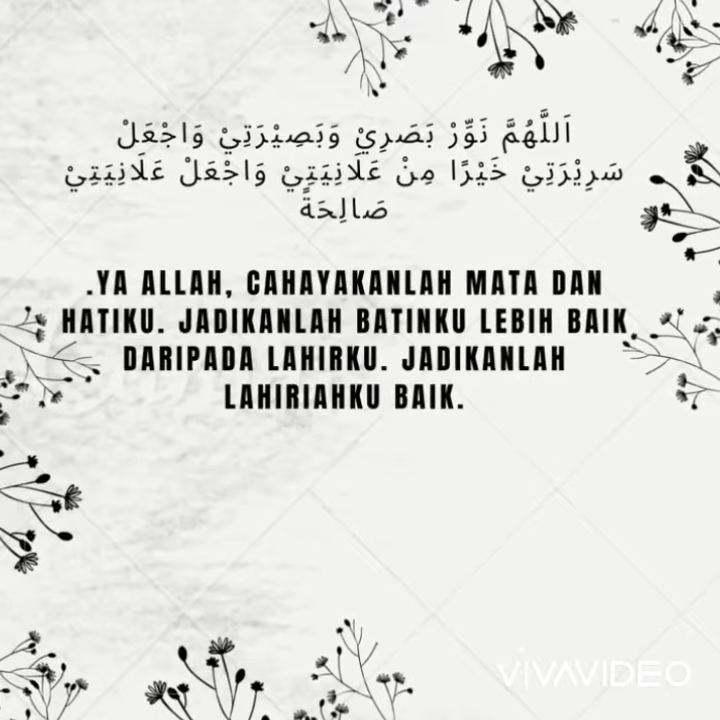 اَللَّهُمَّ نَوِّرْ بَصَرِيْ وَبَصِيْرَتِيْ وَاجْعَلْ
سَرِيْرَتِيْ خَيْرًا مِنْ عَلَانِيَتِيْ وَاجْعَلْ عَلَانِيَتِيْ
صَالِحَةً
.YA ALLAH, CAHAYAKANLAH MATA DAN
HATIKU. JADIKANLAH BATINKU LEBIH BAIK
DARIPADA LAHIRKU. JADIKANLAH
LAHIRIAHKU BAIK.
VIVAVIDEO